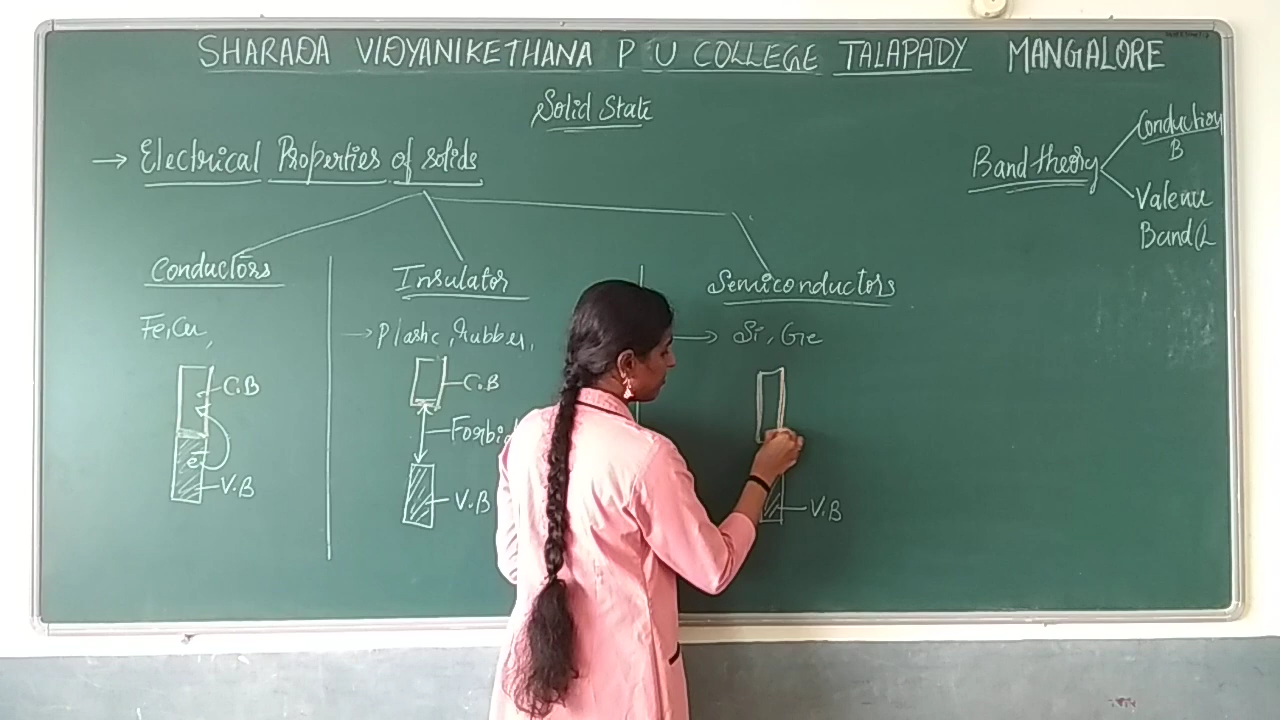 SHARADA VIDYANIKETHANA P U COLLEGE TALAPADY MANGALORE
Solid State
→ Electrical Properties of solids
Band theory
Conduction
B
Valence
Band (
Conductors
Insulator
Semiconductors
Fe, Cu,
→ Plastic, rubber,
→ Si, Ge
C.B
e⁻
V.B
C.B
Forbid
V.B
V.B